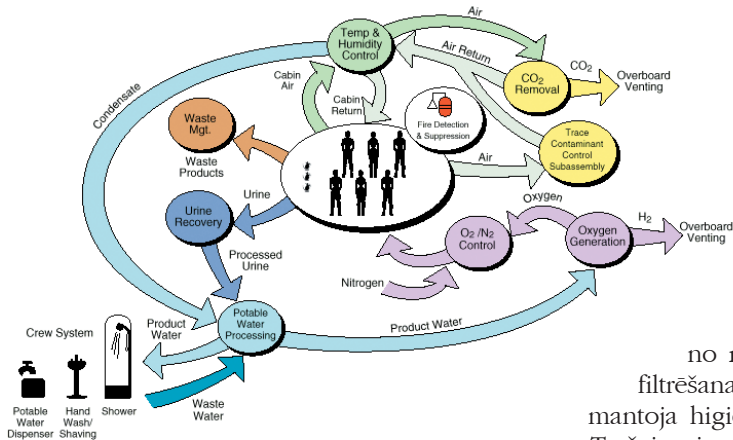 Air
Temp &
Humidity
Control
Air Return
CO2
Removal
CO2
Overboard
Venting
Condensate
Cabin
Air
Cabin
Return
Fire Detection
& Suppression
Waste
Mgt.
Waste
Products
Trace
Contaminant
Control
Subassembly
Air
Urine
Urine
Recovery
Oxygen
O2 /N2
Control
Oxygen
Generation
H2
Overboard
Venting
Processed
Urine
Nitrogen
Potable
Water
Processing
Product Water
Crew System
Product
Water
Waste
Water
Potable
Water
Dispenser
Hand
Wash/
Shaving
Shower
no
filtrēšana
mantoja higi